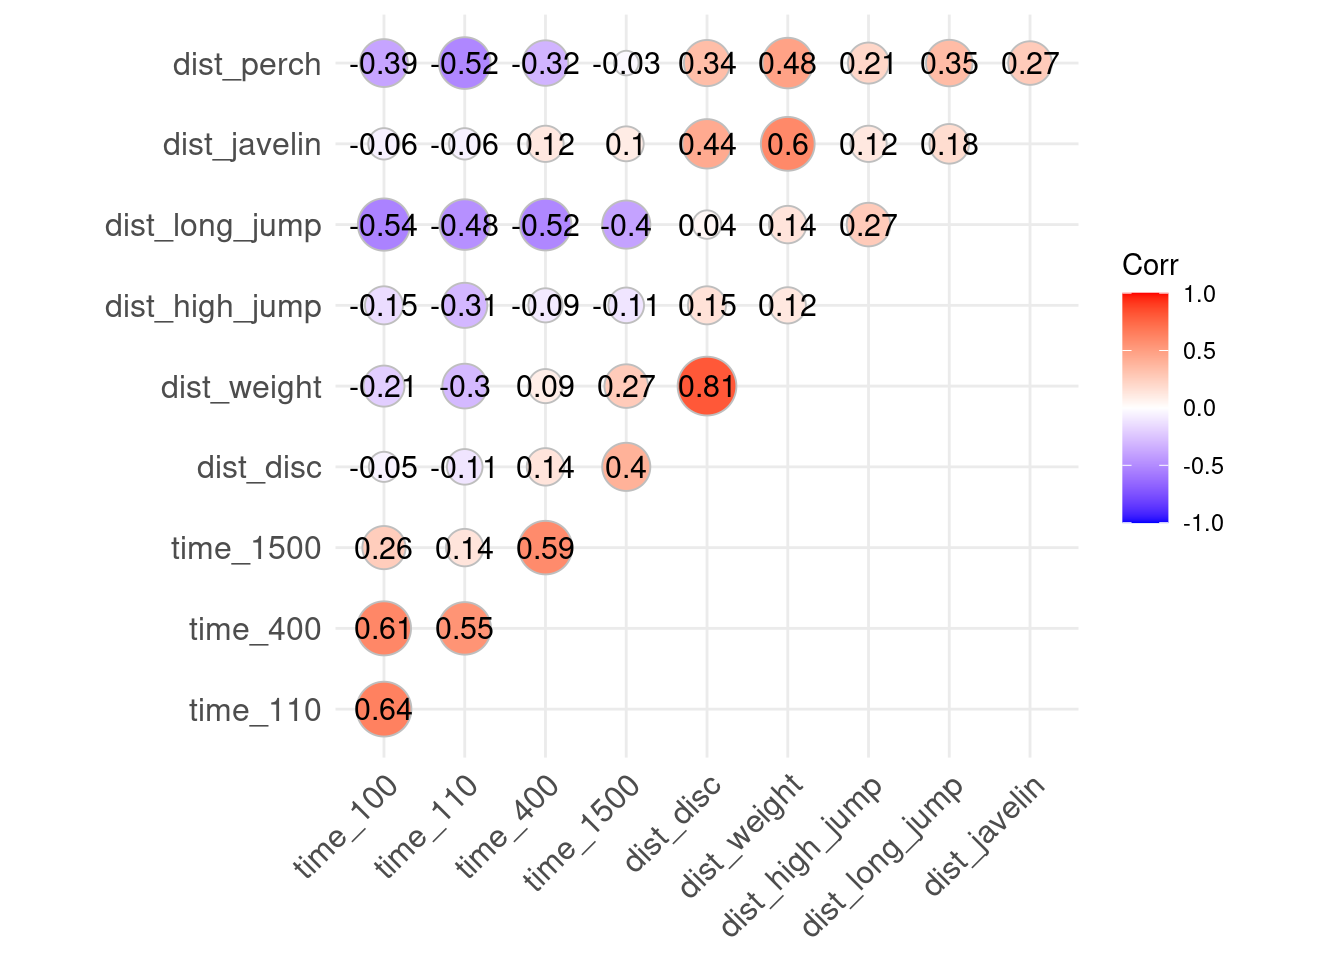 dist_perch -0.39 -0.52 -0.32 -0.03 0.34 0.48 0.21 0.35 0.27
dist_javelin -0.06 -0.06 0.12 0.1 0.44 0.6 0.12 0.18
dist_long_jump -0.54 -0.48 -0.52 -0.4 0.04 0.14 0.27
dist_high_jump -0.15 -0.31 -0.09 -0.11 0.15 0.12
dist_weight -0.21 -0.3 0.09 0.27 0.81
dist_disc -0.05 -0.11 0.14 0.4
time_1500 0.26 0.14 0.59
time_400 0.61 0.55
time_110 0.64
time_100 time_110 time_400 time_1500 dist_disc dist_weight dist_high_jump dist_long_jump dist_javelin
Corr
1.0
0.5
0.0
-0.5
-1.0